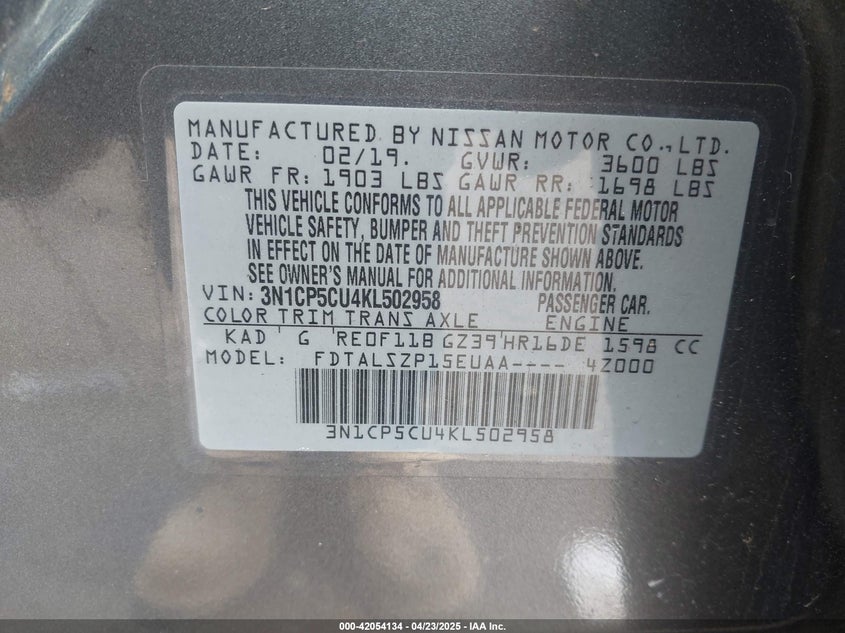 MANUFACTURED BY NISSAN MOTOR CO., LTD.
DATE: 02/19. GVWR: 3600 LBS
GAWR FR: 1903 LBS GAWR RR: 1698 LBS
THIS VEHICLE CONFORMS TO ALL APPLICABLE FEDERAL MOTOR
VEHICLE SAFETY, BUMPER AND THEFT PREVENTION STANDARDS
IN EFFECT ON THE DATE OF MANUFACTURE SHOWN ABOVE.
SEE OWNER'S MANUAL FOR ADDITIONAL INFORMATION.
VIN: 3N1CP5CU4KL502958 PASSENGER CAR.
COLOR TRIM TRANS AXLE ENGINE
KAD G RE0F11B GZ39 HR16DE 1598 CC
MODEL: FDTALSZP15EUAA---- 4Z000
3N1CP5CU4KL502958
000-42054134 - 04/23/2025 - IAA Inc.